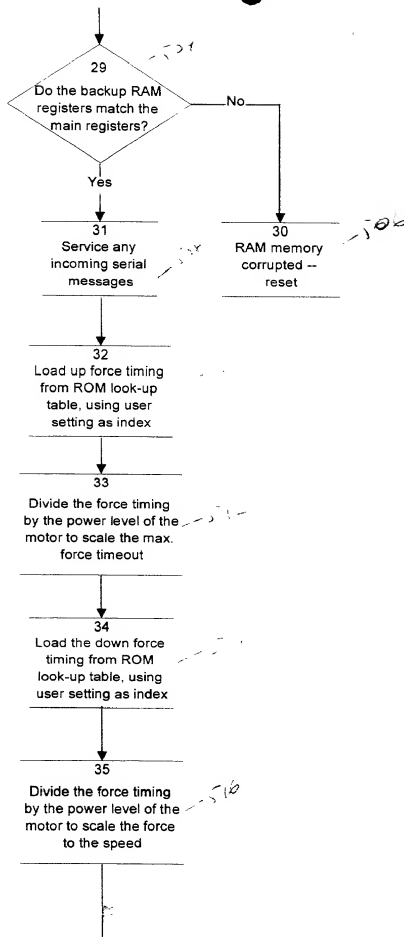 29
Do the backup RAM
registers match the
main registers?
No
Yes
31
Service any
incoming serial
messages
30
RAM memory
corrupted --
reset
506
32
Load up force timing
from ROM look-up
table, using user
setting as index
33
Divide the force timing
by the power level of the
motor to scale the max.
force timeout
34
Load the down force
timing from ROM
look-up table, using
user setting as index
35
Divide the force timing
by the power level of the
motor to scale the force
to the speed
516